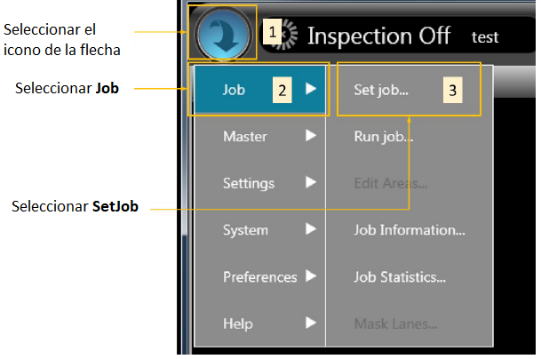 Seleccionar el
icono de la flecha
1
Inspection Off test
Seleccionar Job
Job 2
Set job... 3
Master
Run job...
Settings
Edit Areas...
Seleccionar SetJob
System
Job Information...
Preferences
Job Statistics...
Help
Mask Lanes...